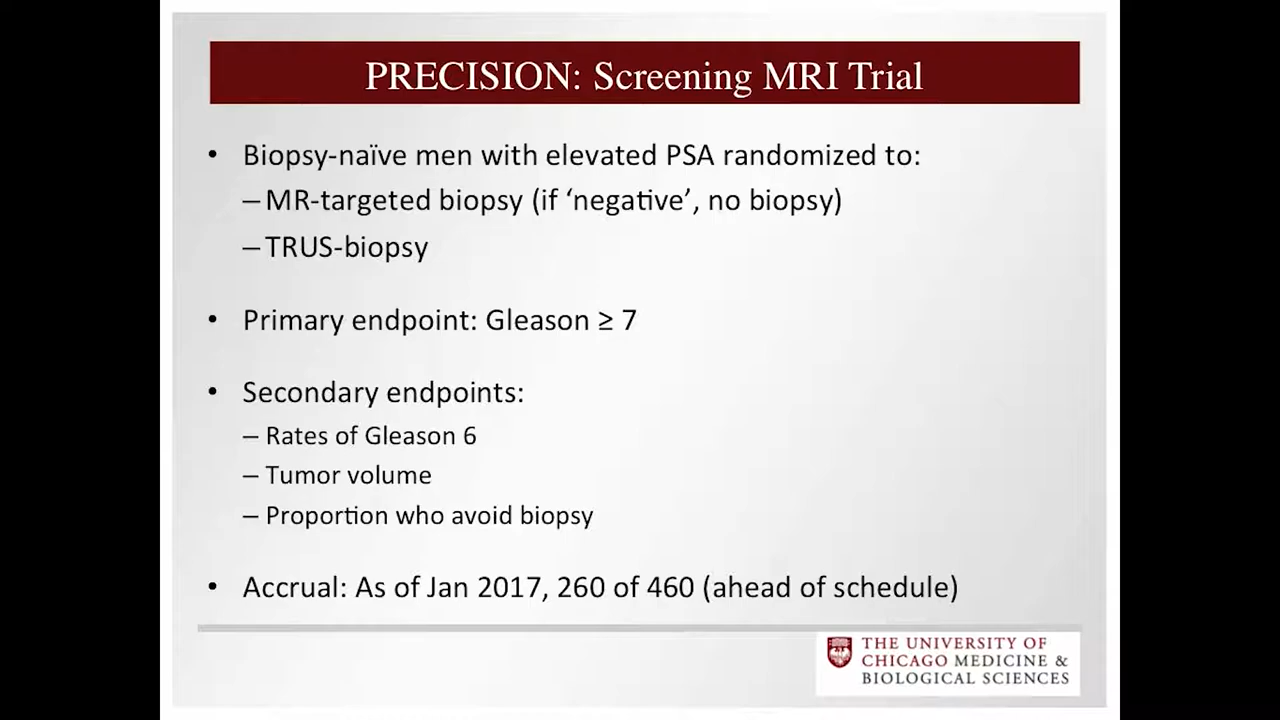 PRECISION: Screening MRI Trial
• Biopsy-naïve men with elevated PSA randomized to:
– MR-targeted biopsy (if ‘negative’, no biopsy)
– TRUS-biopsy
• Primary endpoint: Gleason ≥ 7
• Secondary endpoints:
– Rates of Gleason 6
– Tumor volume
– Proportion who avoid biopsy
• Accrual: As of Jan 2017, 260 of 460 (ahead of schedule)
THE UNIVERSITY OF
CHICAGO MEDICINE &
BIOLOGICAL SCIENCES